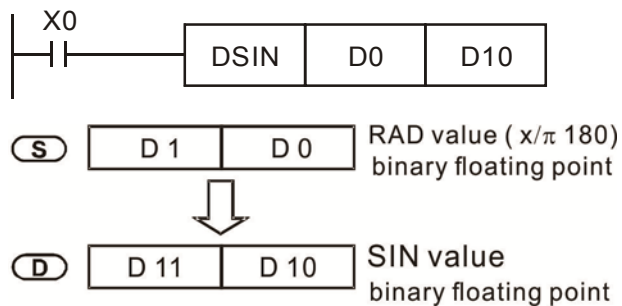 X0
DSIN D0 D10
S D 1 D 0 RAD value ( x/π 180)
binary floating point
D D 11 D 10 SIN value
binary floating point